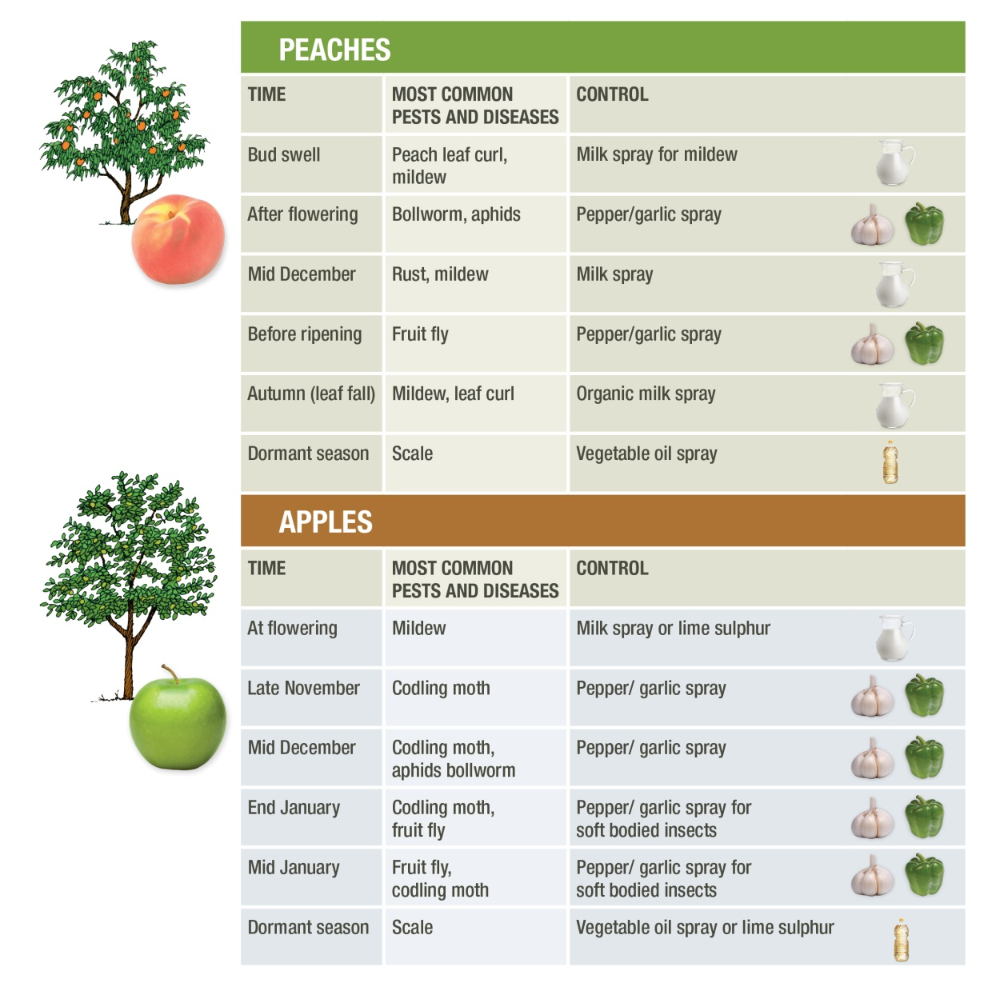 PEACHES
TIME
MOST COMMON
PESTS AND DISEASES
CONTROL
Bud swell
Peach leaf curl,
mildew
Milk spray for mildew
After flowering
Bollworm, aphids
Pepper/garlic spray
Mid December
Rust, mildew
Milk spray
Before ripening
Fruit fly
Pepper/garlic spray
Autumn (leaf fall)
Mildew, leaf curl
Organic milk spray
Dormant season
Scale
Vegetable oil spray
APPLES
TIME
MOST COMMON
PESTS AND DISEASES
CONTROL
At flowering
Mildew
Milk spray or lime sulphur
Late November
Codling moth
Pepper/ garlic spray
Mid December
Codling moth,
aphids bollworm
Pepper/ garlic spray
End January
Codling moth,
fruit fly
Pepper/ garlic spray for
soft bodied insects
Mid January
Fruit fly,
codling moth
Pepper/ garlic spray for
soft bodied insects
Dormant season
Scale
Vegetable oil spray or lime sulphur